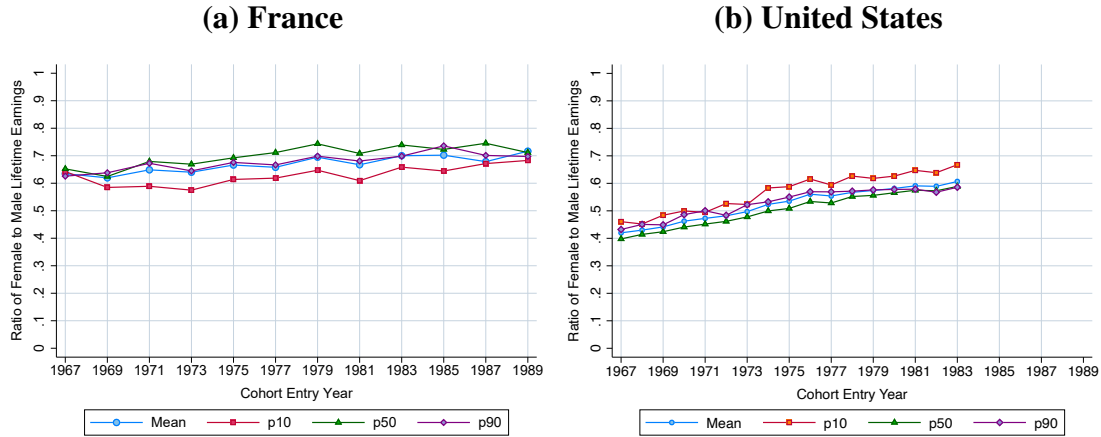 (a) France
Ratio of Female to Male Lifetime Earnings
1
.9
.8
.7
.6
.5
.4
.3
.2
.1
0
1967 1969 1971 1973 1975 1977 1979 1981 1983 1985 1987 1989
Cohort Entry Year
Mean p10 p50 p90
(b) United States
Ratio of Female to Male Lifetime Earnings
1
.9
.8
.7
.6
.5
.4
.3
.2
.1
0
1967 1969 1971 1973 1975 1977 1979 1981 1983 1985 1987 1989
Cohort Entry Year
Mean p10 p50 p90